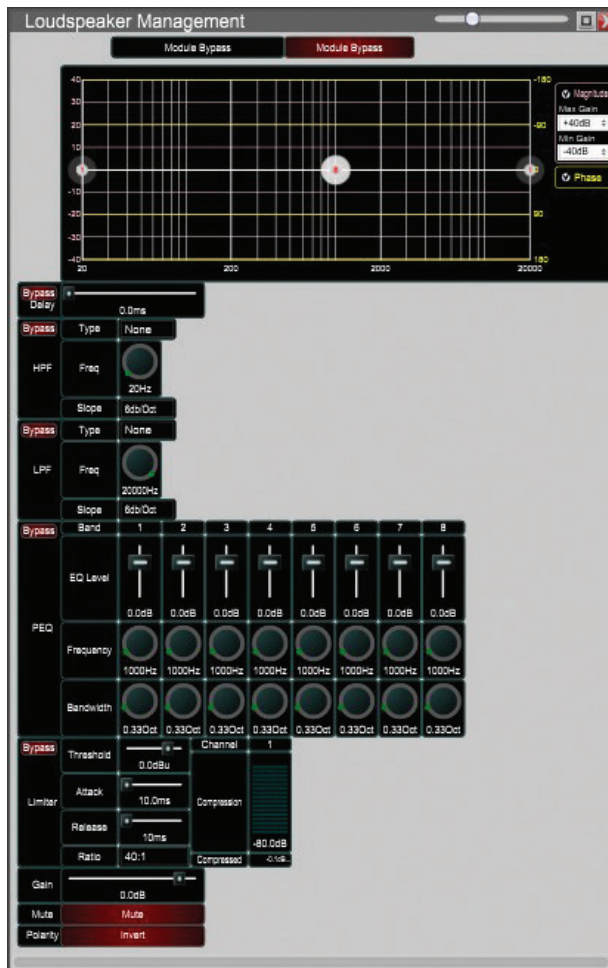 Loudspeaker Management
Module Bypass Module Bypass
40 -180
30
20 -90
10
0 0
-10
-20 90
-30
-40 180
20 200 2000 20000
Magnitude
Max Gain
+40dB
Min Gain
-40dB
Phase
Bypass
Delay
0.0ms
Bypass Type None
HPF Freq
20Hz
Slope 6db/Oct
Bypass Type None
LPF Freq
20000Hz
Slope 6db/Oct
Bypass Band 1 2 3 4 5 6 7 8
EQ Level
0.0dB 0.0dB 0.0dB 0.0dB 0.0dB 0.0dB 0.0dB 0.0dB
PEQ
Frequency
1000Hz 1000Hz 1000Hz 1000Hz 1000Hz 1000Hz 1000Hz 1000Hz
Bandwidth
0.33Oct 0.33Oct 0.33Oct 0.33Oct 0.33Oct 0.33Oct 0.33Oct 0.33Oct
Bypass Threshold Channel 1
0.0dBu
Attack
10.0ms
Limiter Compression
Release
10ms
-80.0dB
Ratio 40:1 Compressed -0.1dB...
Gain
0.0dB
Mute Mute
Polarity Invert